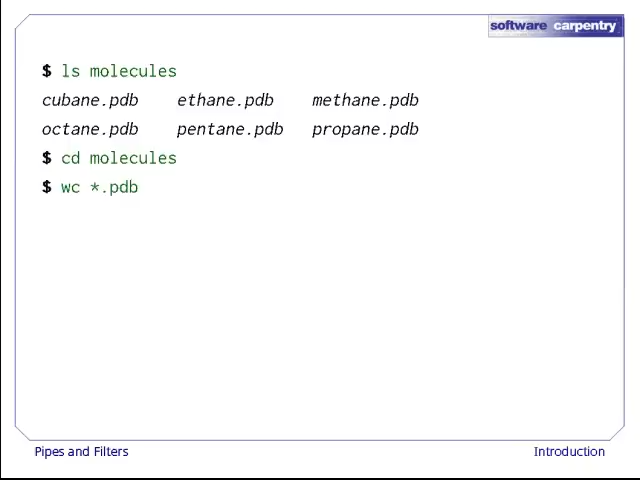 software carpentry
$ ls molecules
cubane.pdb ethane.pdb methane.pdb
octane.pdb pentane.pdb propane.pdb
$ cd molecules
$ wc *.pdb
Pipes and Filters Introduction